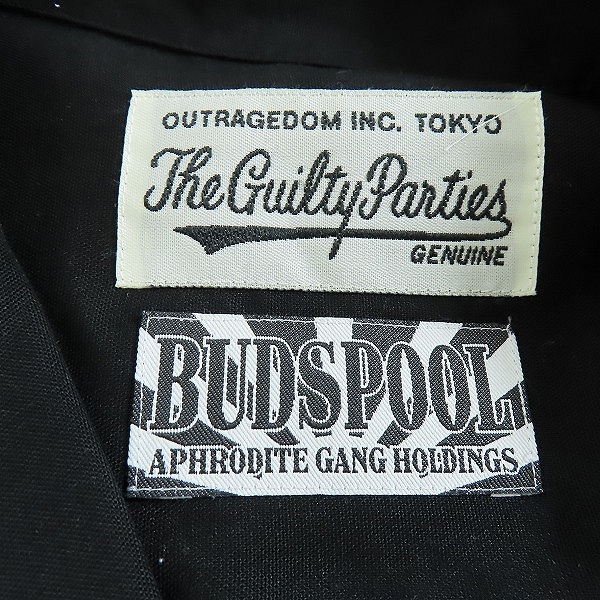 OUTRAGEDOM INC. TOKYO
The Guilty Parties
GENUINE
BUDSPOOL
APHRODITE GANG HOLDINGS